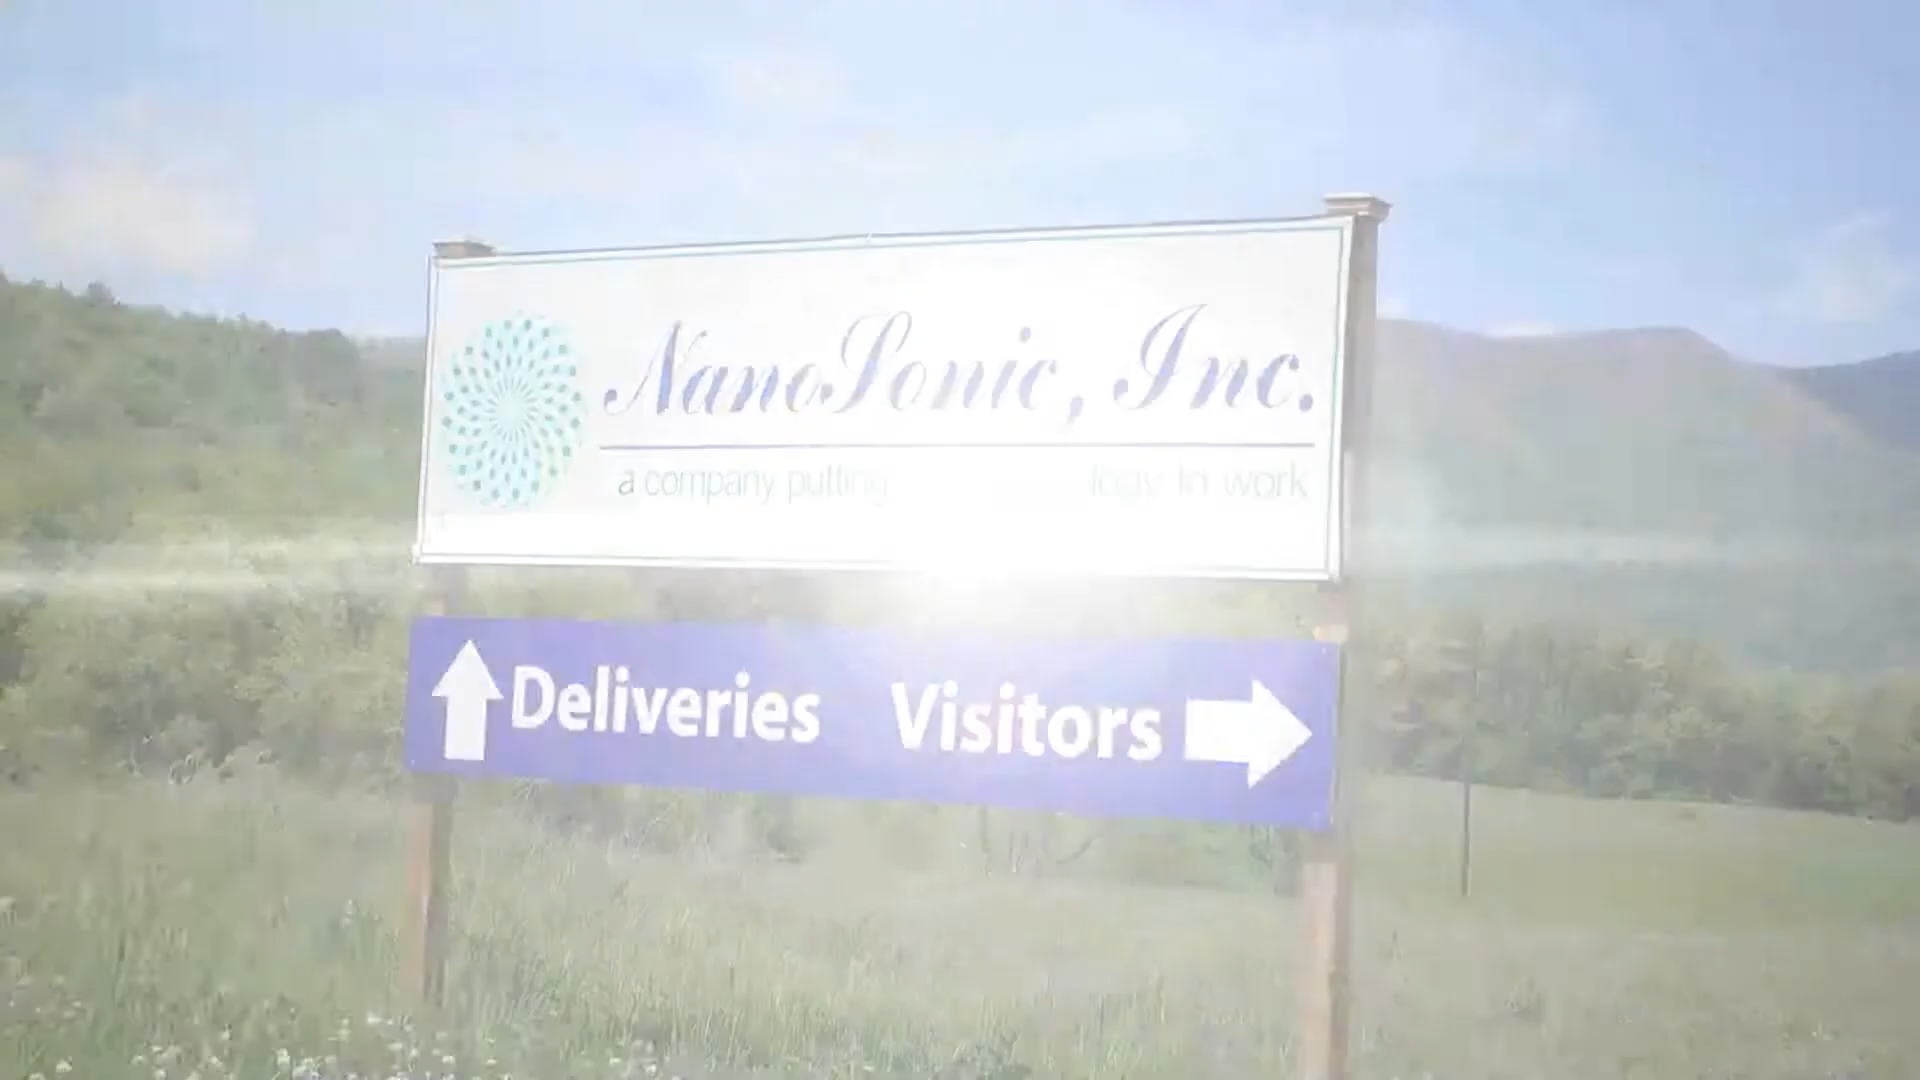 NanoSonic, Inc.
a company putting to work
Deliveries Visitors